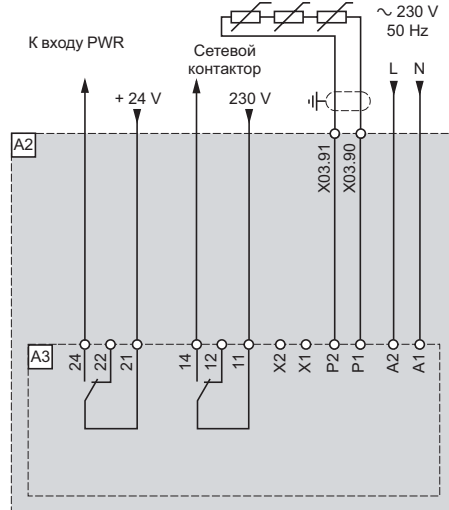 К входу PWR
+ 24 V
Сетевой
контактор
230 V
~ 230 V
50 Hz
L N
A2
X03.91
X03.90
A3
24
22
21
14
12
11
X2
X1
P2
P1
A2
A1